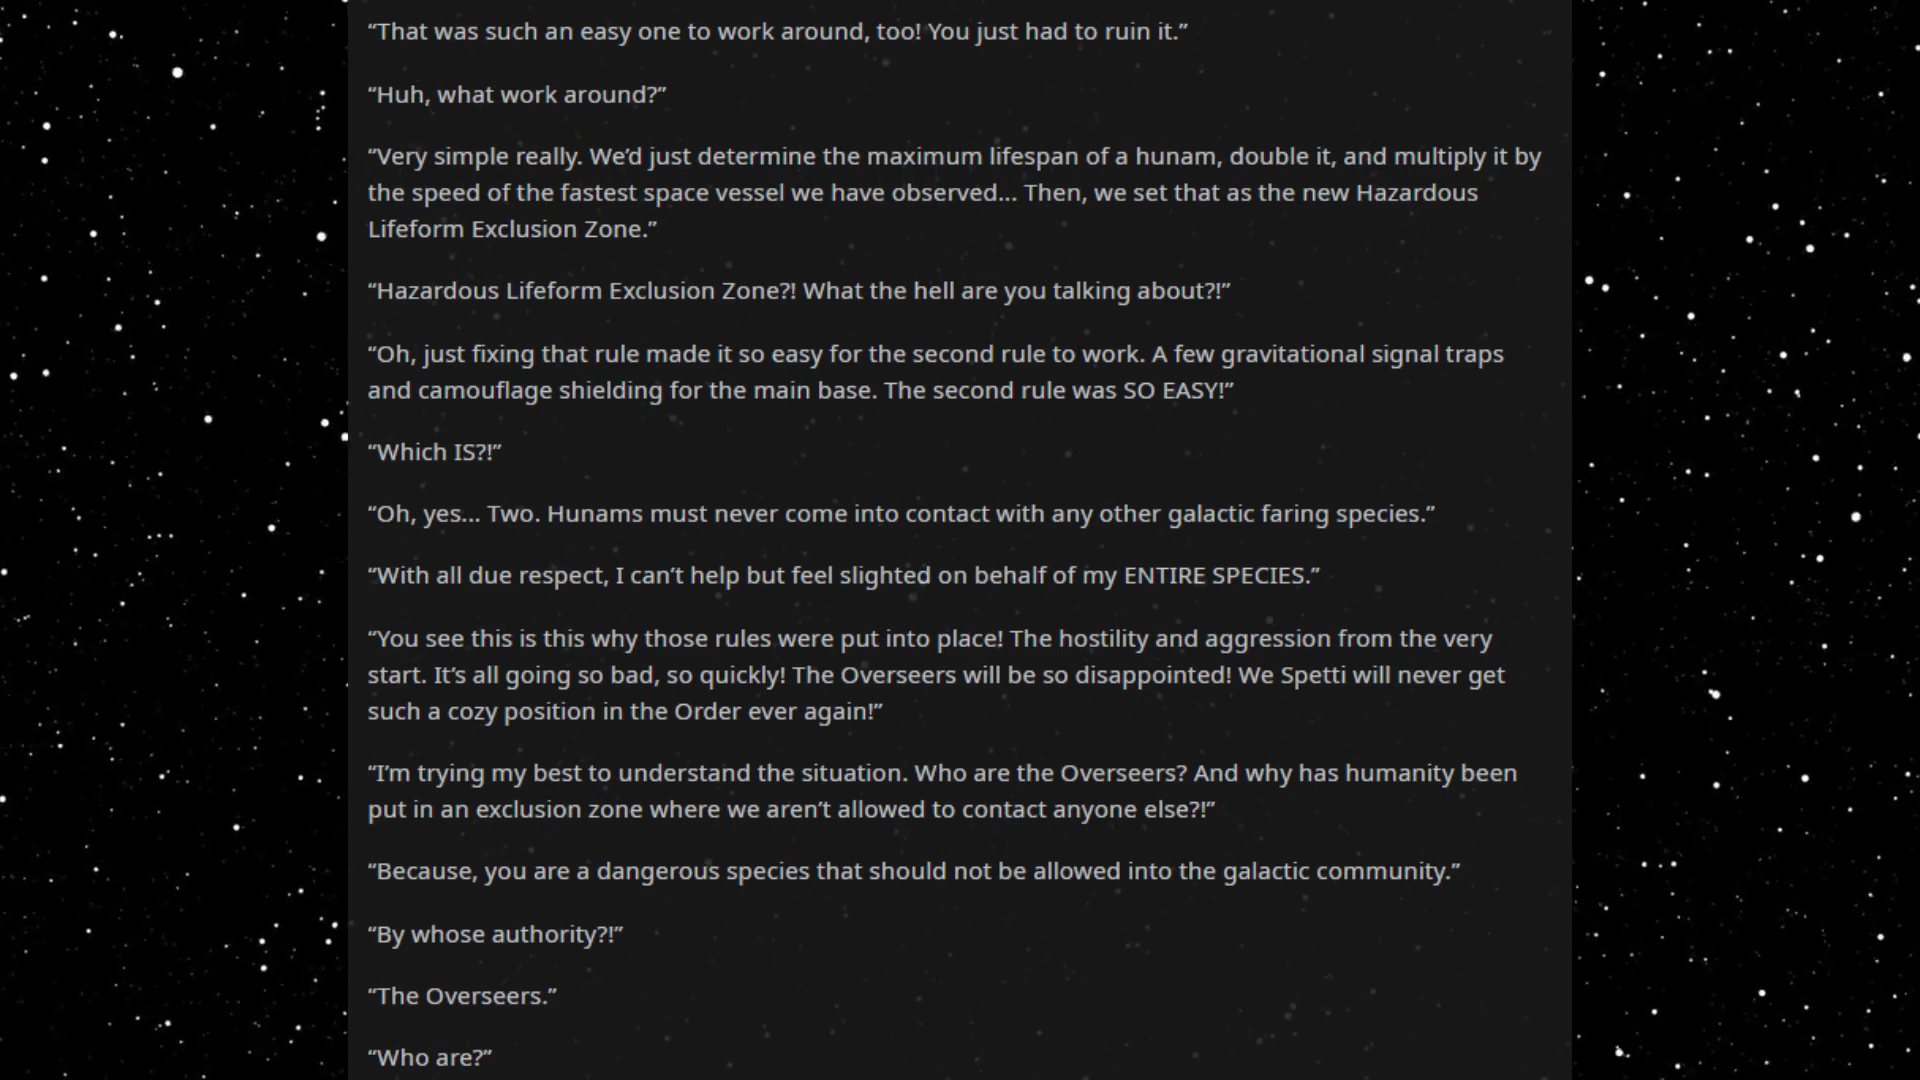 “That was such an easy one to work around, too! You just had to ruin it.”
“Huh, what work around?”
“Very simple really. We’d just determine the maximum lifespan of a hunam, double it, and multiply it by
the speed of the fastest space vessel we have observed... Then, we set that as the new Hazardous
Lifeform Exclusion Zone.”
“Hazardous Lifeform Exclusion Zone?! What the hell are you talking about?!”
“Oh, just fixing that rule made it so easy for the second rule to work. A few gravitational signal traps
and camouflage shielding for the main base. The second rule was SO EASY!”
“Which IS?!”
“Oh, yes... Two. Hunams must never come into contact with any other galactic faring species.”
“With all due respect, I can’t help but feel slighted on behalf of my ENTIRE SPECIES.”
“You see this is this why those rules were put into place! The hostility and aggression from the very
start. It’s all going so bad, so quickly! The Overseers will be so disappointed! We Spetti will never get
such a cozy position in the Order ever again!”
“I’m trying my best to understand the situation. Who are the Overseers? And why has humanity been
put in an exclusion zone where we aren’t allowed to contact anyone else?!”
“Because, you are a dangerous species that should not be allowed into the galactic community.”
“By whose authority?!”
“The Overseers.”
“Who are?”